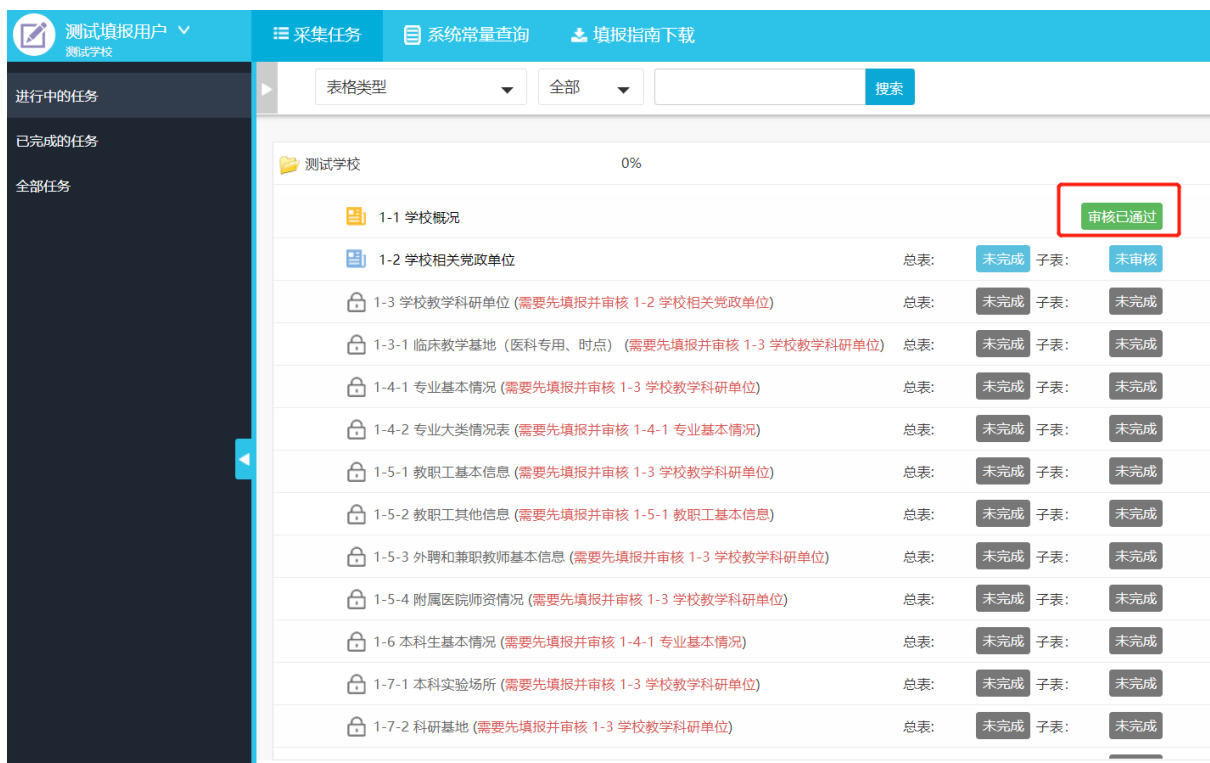 测试填报用户
测试学校
采集任务 系统常量查询 填报指南下载
进行中的任务
已完成的任务
全部任务
表格类型 全部 搜索
测试学校 0%
1-1 学校概况 审核已通过
1-2 学校相关党政单位 总表: 未完成 子表: 未审核
1-3 学校教学科研单位 (需要先填报并审核 1-2 学校相关党政单位) 总表: 未完成 子表: 未完成
1-3-1 临床教学基地（医科专用、时点） (需要先填报并审核 1-3 学校教学科研单位) 总表: 未完成 子表: 未完成
1-4-1 专业基本情况 (需要先填报并审核 1-3 学校教学科研单位) 总表: 未完成 子表: 未完成
1-4-2 专业大类情况表 (需要先填报并审核 1-4-1 专业基本情况) 总表: 未完成 子表: 未完成
1-5-1 教职工基本信息 (需要先填报并审核 1-3 学校教学科研单位) 总表: 未完成 子表: 未完成
1-5-2 教职工其他信息 (需要先填报并审核 1-5-1 教职工基本信息) 总表: 未完成 子表: 未完成
1-5-3 外聘和兼职教师基本信息 (需要先填报并审核 1-3 学校教学科研单位) 总表: 未完成 子表: 未完成
1-5-4 附属医院师资情况 (需要先填报并审核 1-3 学校教学科研单位) 总表: 未完成 子表: 未完成
1-6 本科生基本情况 (需要先填报并审核 1-4-1 专业基本情况) 总表: 未完成 子表: 未完成
1-7-1 本科实验场所 (需要先填报并审核 1-3 学校教学科研单位) 总表: 未完成 子表: 未完成
1-7-2 科研基地 (需要先填报并审核 1-3 学校教学科研单位) 总表: 未完成 子表: 未完成